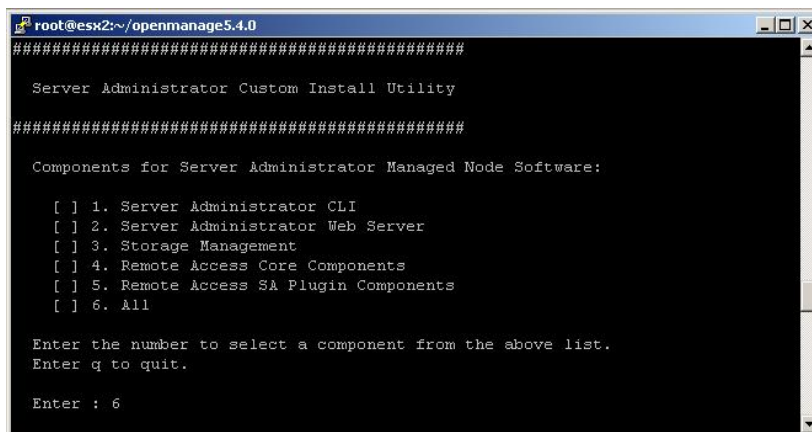 root@esx2:~/openmanage5.4.0
##############################################
Server Administrator Custom Install Utility
##############################################
Components for Server Administrator Managed Node Software:
[ ] 1. Server Administrator CLI
[ ] 2. Server Administrator Web Server
[ ] 3. Storage Management
[ ] 4. Remote Access Core Components
[ ] 5. Remote Access SA Plugin Components
[ ] 6. All
Enter the number to select a component from the above list.
Enter q to quit.
Enter : 6